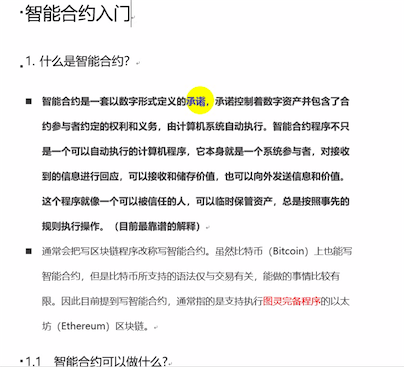 智能合约入门
1. 什么是智能合约?
■ 智能合约是一套以数字形式定义的承诺，承诺控制着数字资产并包含了合
约参与者约定的权利和义务，由计算机系统自动执行。智能合约程序不只
是一个可以自动执行的计算机程序，它本身就是一个系统参与者，对接收
到的信息进行回应，可以接收和储存价值，也可以向外发送信息和价值。
这个程序就像一个可以被信任的人，可以临时保管资产，总是按照事先的
规则执行操作。（目前最靠谱的解释）
■ 通常会把写区块链程序改称写智能合约。虽然比特币（Bitcoin）上也能写
智能合约，但是比特币所支持的语法仅与交易有关，能做的事情比较有
限。因此目前提到写智能合约，通常指的是支持执行图灵完备程序的以太
坊（Ethereum）区块链。
1.1 智能合约可以做什么?